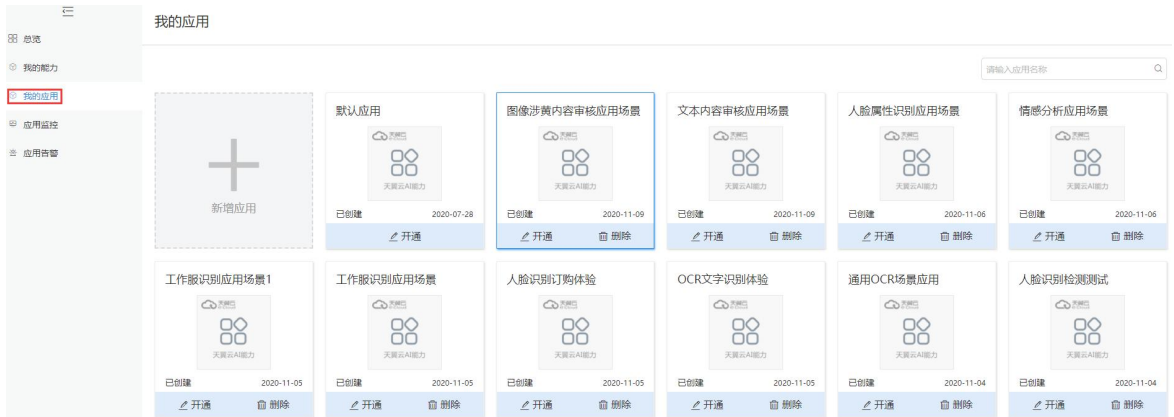 我的应用
总览
我的能力
我的应用
应用监控
应用告警
请输入应用名称
新增应用
默认应用
天翼云AI能力
已创建 2020-07-28
开通
图像涉黄内容审核应用场景
天翼云AI能力
已创建 2020-11-09
开通 删除
文本内容审核应用场景
天翼云AI能力
已创建 2020-11-09
开通 删除
人脸属性识别应用场景
天翼云AI能力
已创建 2020-11-06
开通 删除
情感分析应用场景
天翼云AI能力
已创建 2020-11-06
开通 删除
工作服识别应用场景1
天翼云AI能力
已创建 2020-11-05
开通 删除
工作服识别应用场景
天翼云AI能力
已创建 2020-11-05
开通 删除
人脸识别订购体验
天翼云AI能力
已创建 2020-11-05
开通 删除
OCR文字识别体验
天翼云AI能力
已创建 2020-11-05
开通 删除
通用OCR场景应用
天翼云AI能力
已创建 2020-11-04
开通 删除
人脸识别检测测试
天翼云AI能力
已创建 2020-11-04
开通 删除